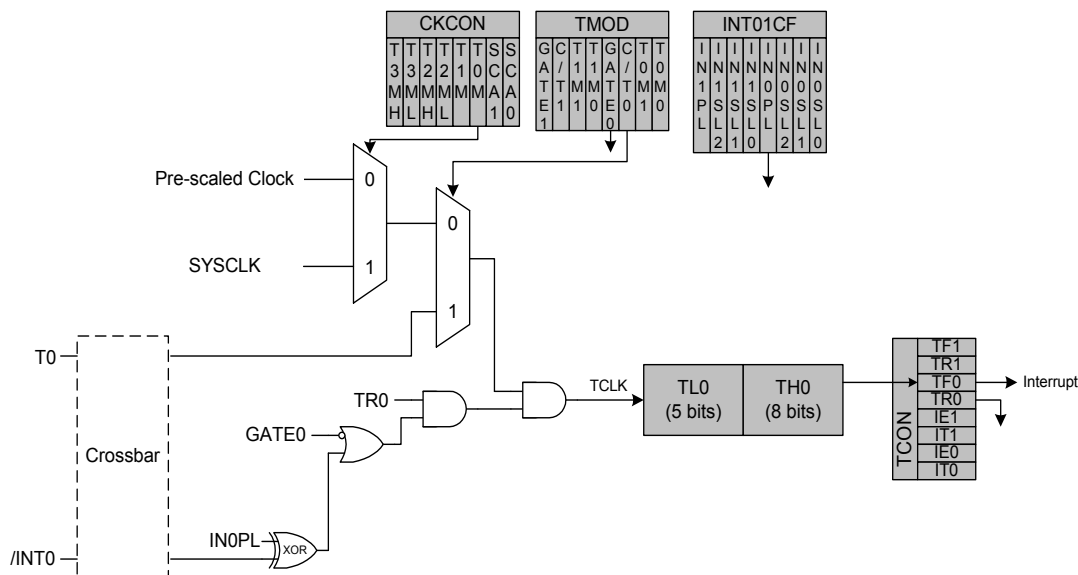 CKCON
T3MH
T3ML
T2MH
T2ML
T1M
T0M
SCA1
SCA0
TMOD
GATE1
C/T1
T1M1
T1M0
GATE0
C/T0
T0M1
T0M0
INT01CF
IN1PL
IN1SL2
IN1SL1
IN1SL0
IN0PL
IN0SL2
IN0SL1
IN0SL0
Pre-scaled Clock
0
SYSCLK
1
0
1
T0
Crossbar
/INT0
TR0
GATE0
IN0PL
XOR
TCLK
TL0
(5 bits)
TH0
(8 bits)
TCON
TF1
TR1
TF0
TR0
IE1
IT1
IE0
IT0
Interrupt